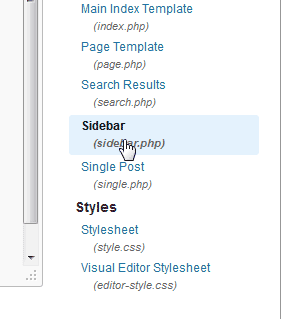 Main Index Template
(index.php)
Page Template
(page.php)
Search Results
(search.php)
Sidebar
(sidebar.php)
Single Post
(single.php)
Styles
Stylesheet
(style.css)
Visual Editor Stylesheet
(editor-style.css)